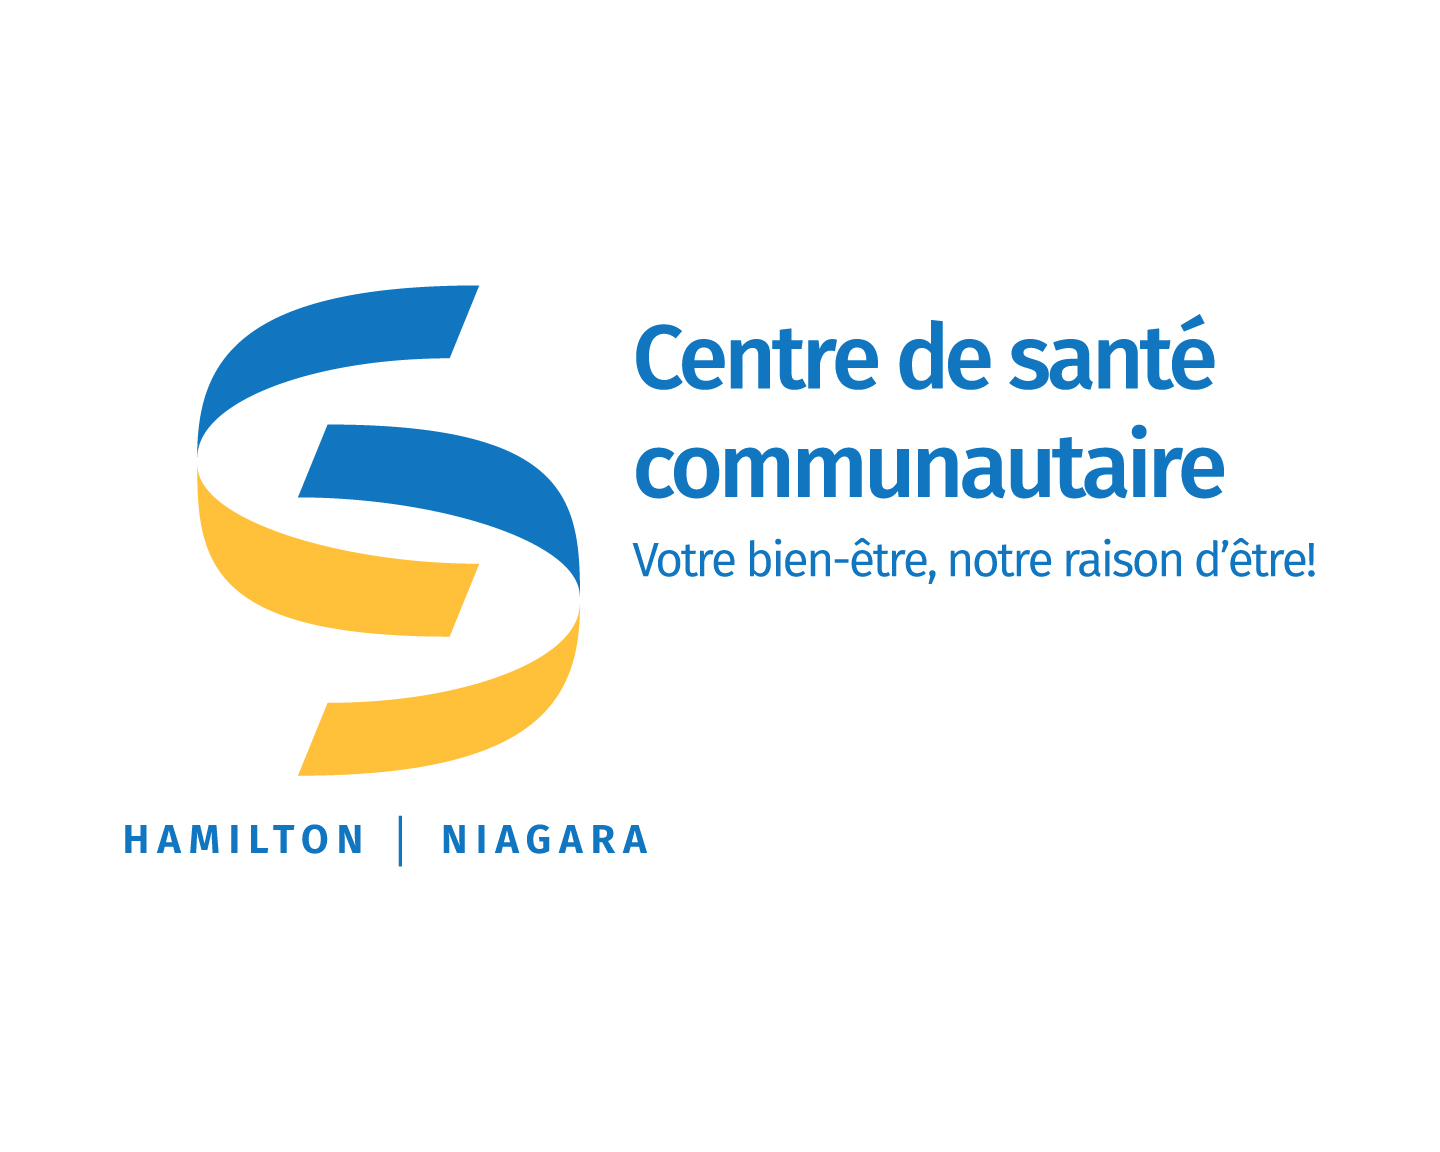 Centre de santé
communautaire
Votre bien-être, notre raison d’être!
HAMILTON | NIAGARA